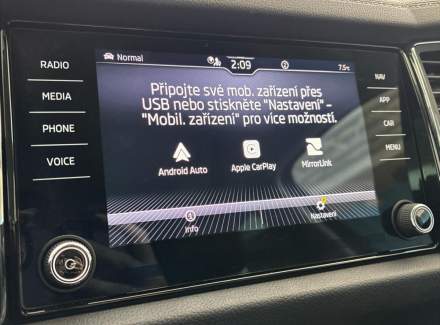 Normal
2:09
7.5°C
RADIO
MEDIA
PHONE
VOICE
Připojte své mob. zařízení přes
USB nebo stiskněte "Nastavení" –
"Mobil. zařízení" pro více možností.
Android Auto
Apple CarPlay
MirrorLink
Info
Nastavení
NAV
APP
CAR
MENU